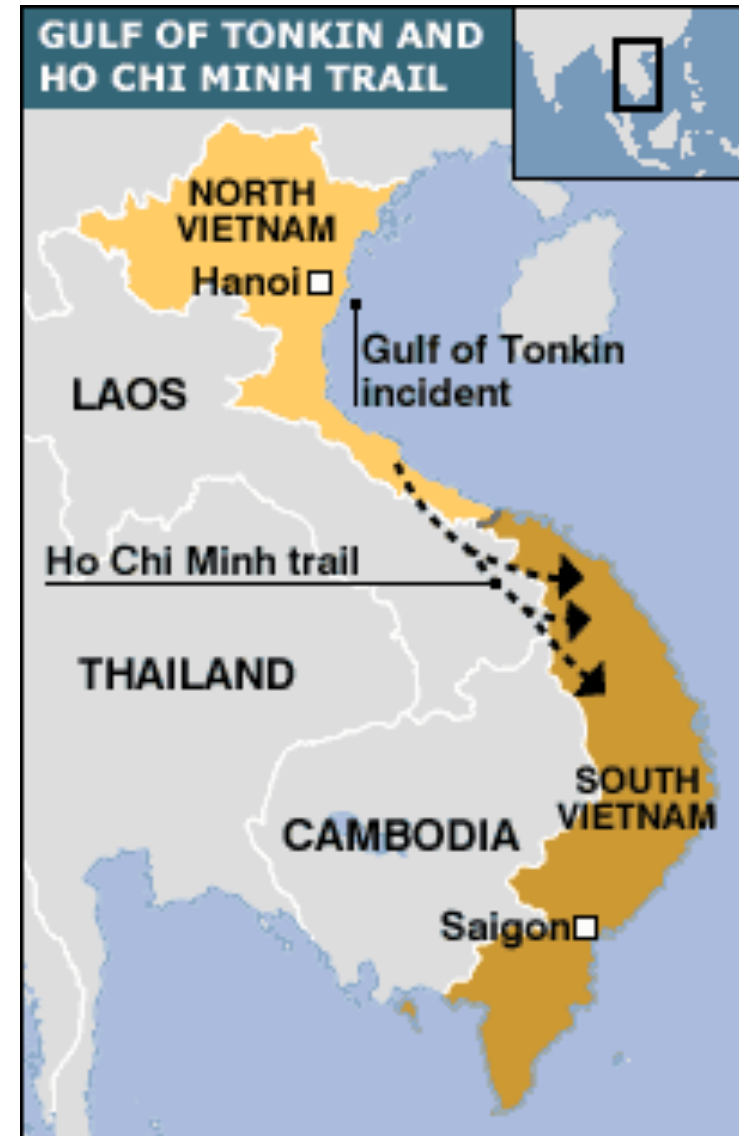 GULF OF TONKIN AND
HO CHI MINH TRAIL
NORTH
VIETNAM
Hanoi
Gulf of Tonkin
incident
LAOS
Ho Chi Minh trail
THAILAND
SOUTH
VIETNAM
CAMBODIA
Saigon